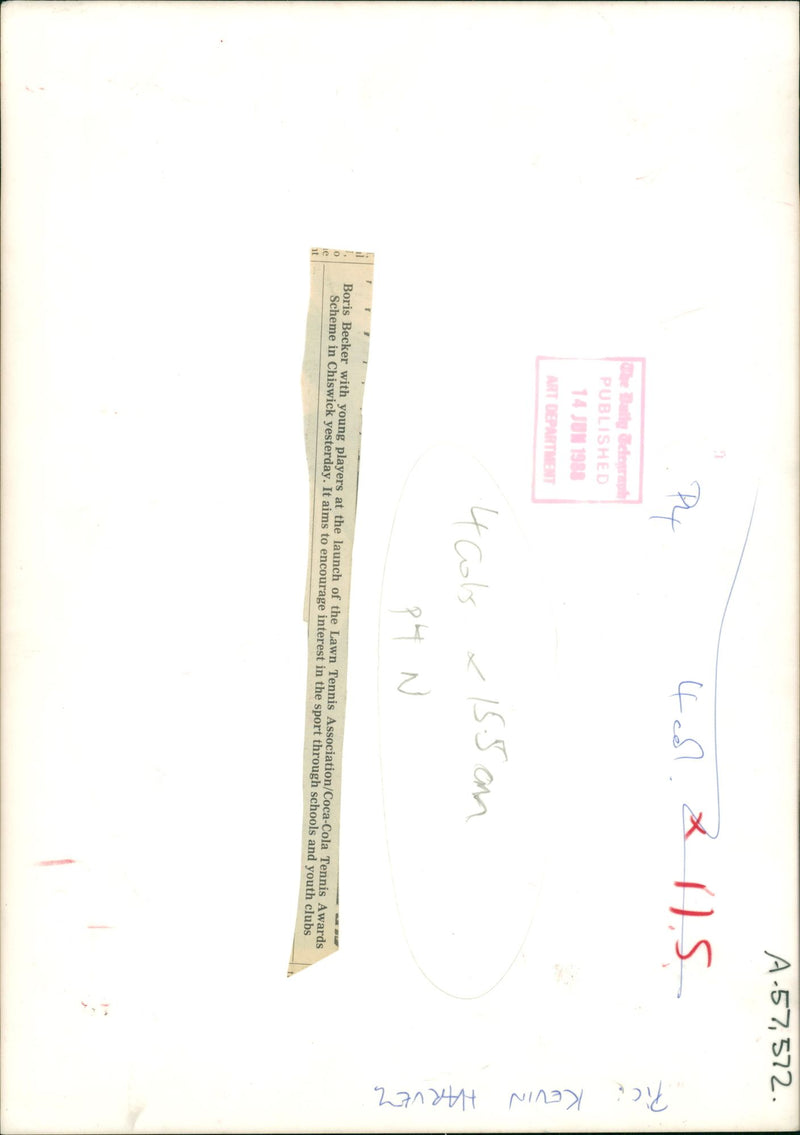 Boris Becker with young players at the launch of the Lawn Tennis Association/Coca-Cola Tennis Awards
Scheme in Chiswick yesterday. It aims to encourage interest in the sport through schools and youth clubs
The Daily Telegraph
PUBLISHED
14 JUN 1988
ART DEPARTMENT
4 cols x 15.5 cm
P4 N
4 col. x 11.5
A-57,572.
Pic: KEVIN HARVEY